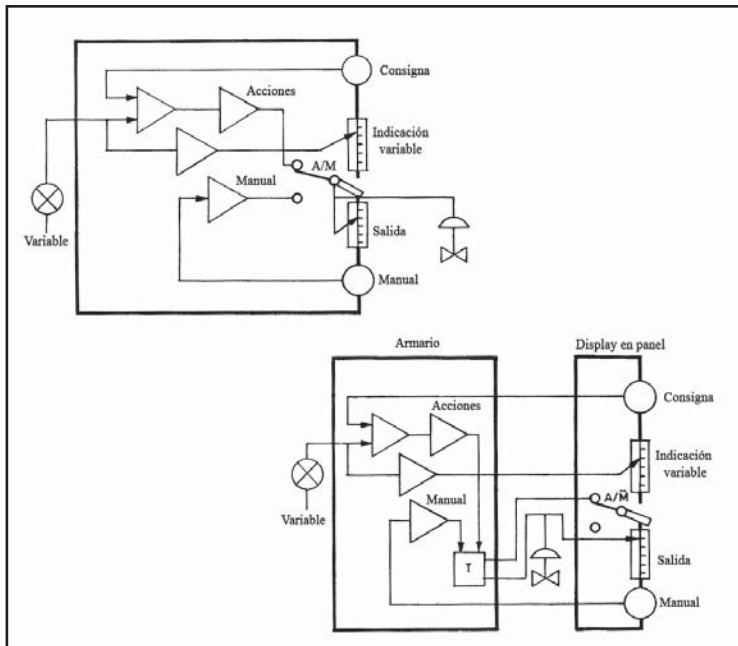 Consigna
Acciones
Indicación
variable
A/M
Manual
Variable
Salida
Manual
Armario
Display en panel
Consigna
Acciones
Indicación
variable
Manual
A/M
Variable
T
Salida
Manual